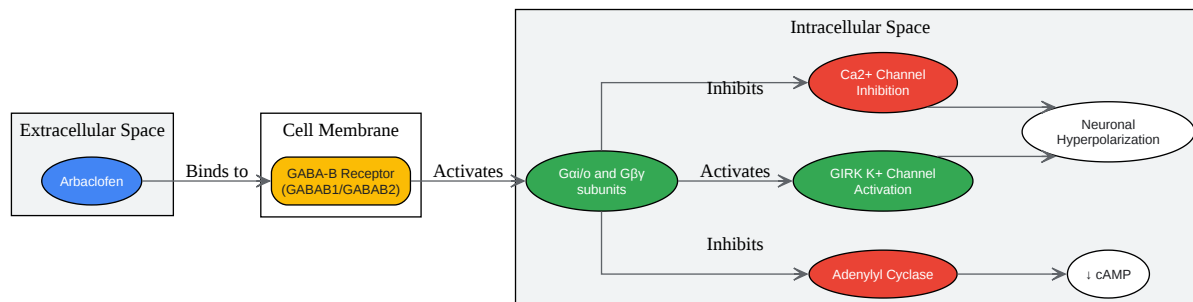 Intracellular Space
Ca2+ Channel
Inhibition
Inhibits
Extracellular Space
Cell Membrane
Neuronal
Hyperpolarization
Arbaclofen
Binds to
GABA-B Receptor
(GABAB1/GABAB2)
Activates
Gαi/o and Gβγ
subunits
Activates
GIRK K+ Channel
Activation
Inhibits
Adenylyl Cyclase
↓ cAMP